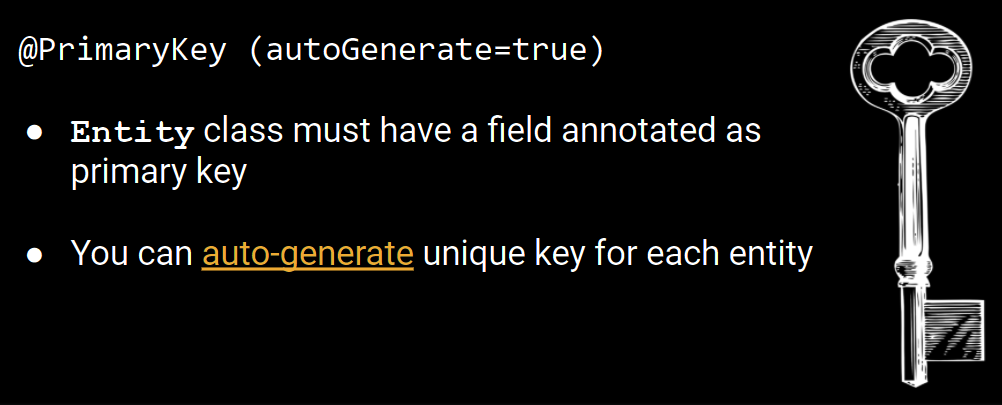 @PrimaryKey (autoGenerate=true)
● Entity class must have a field annotated as
primary key
● You can auto-generate unique key for each entity